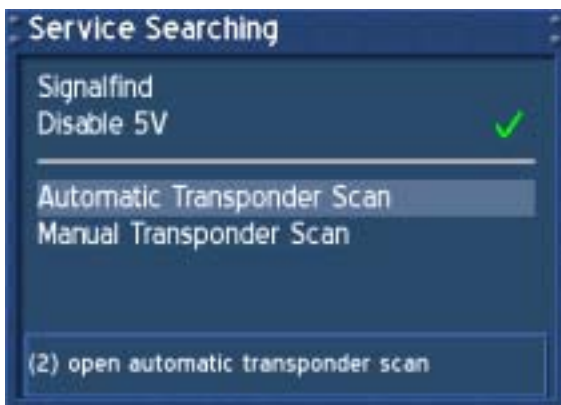 Service Searching
Signalfind
Disable 5V
Automatic Transponder Scan
Manual Transponder Scan
(2) open automatic transponder scan